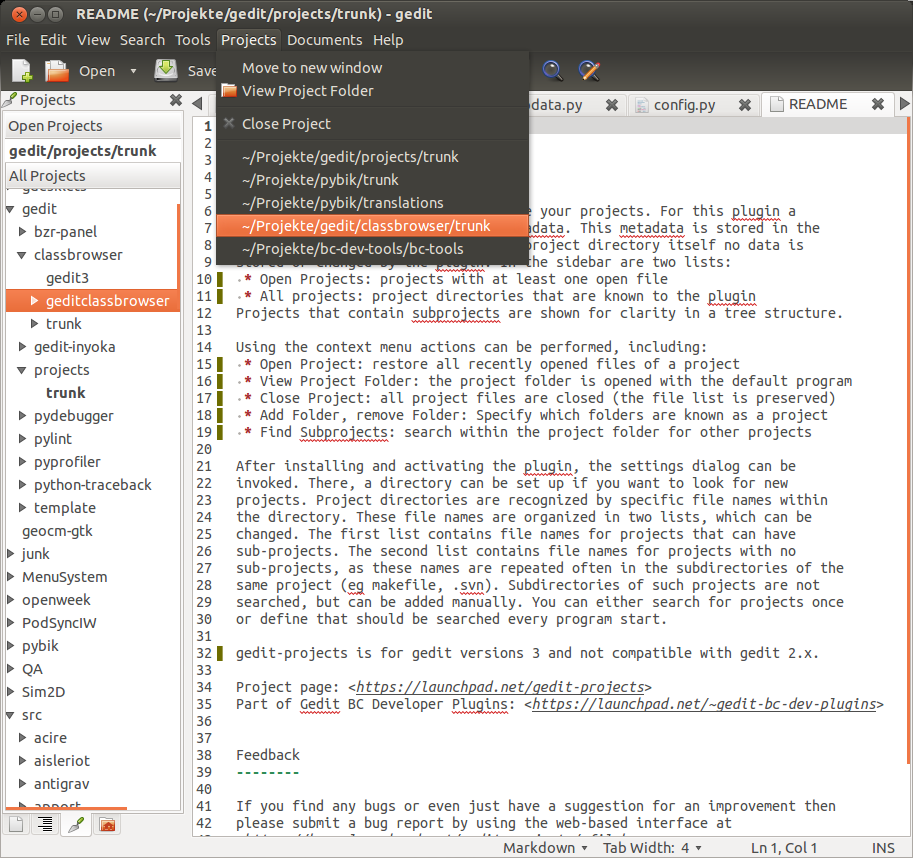 README (~/Projekte/gedit/projects/trunk) - gedit
File Edit View Search Tools Projects Documents Help
Open Save
Move to new window
View Project Folder
Close Project
~/Projekte/gedit/projects/trunk
~/Projekte/pybik/trunk
~/Projekte/pybik/translations
~/Projekte/gedit/classbrowser/trunk
~/Projekte/bc-dev-tools/bc-tools
Projects
Open Projects
gedit/projects/trunk
All Projects
gedit
bzr-panel
classbrowser
gedit3
geditclassbrowser
trunk
gedit-inyoka
projects
trunk
pydebugger
pylint
pyprofiler
python-traceback
template
geocm-gtk
junk
MenuSystem
openweek
PodSyncIW
pybik
QA
Sim2D
src
acire
aisleriot
antigrav
data.py config.py README
1
2
3
4
5
6 e your projects. For this plugin a
7 adata. This metadata is stored in the
8 project directory itself no data is
9 stored or changed by the plugin. In the sidebar are two lists:
10 * Open Projects: projects with at least one open file
11 * All projects: project directories that are known to the plugin
12 Projects that contain subprojects are shown for clarity in a tree structure.
13
14 Using the context menu actions can be performed, including:
15 * Open Project: restore all recently opened files of a project
16 * View Project Folder: the project folder is opened with the default program
17 * Close Project: all project files are closed (the file list is preserved)
18 * Add Folder, remove Folder: Specify which folders are known as a project
19 * Find Subprojects: search within the project folder for other projects
20
21 After installing and activating the plugin, the settings dialog can be
22 invoked. There, a directory can be set up if you want to look for new
23 projects. Project directories are recognized by specific file names within
24 the directory. These file names are organized in two lists, which can be
25 changed. The first list contains file names for projects that can have
26 sub-projects. The second list contains file names for projects with no
27 sub-projects, as these names are repeated often in the subdirectories of the
28 same project (eg makefile, .svn). Subdirectories of such projects are not
29 searched, but can be added manually. You can either search for projects once
30 or define that should be searched every program start.
31
32 gedit-projects is for gedit versions 3 and not compatible with gedit 2.x.
33
34 Project page: <https://launchpad.net/gedit-projects>
35 Part of Gedit BC Developer Plugins: <https://launchpad.net/~gedit-bc-dev-plugins>
36
37
38 Feedback
39 --------
40
41 If you find any bugs or even just have a suggestion for an improvement then
42 please submit a bug report by using the web-based interface at
Markdown Tab Width: 4 Ln 1, Col 1 INS